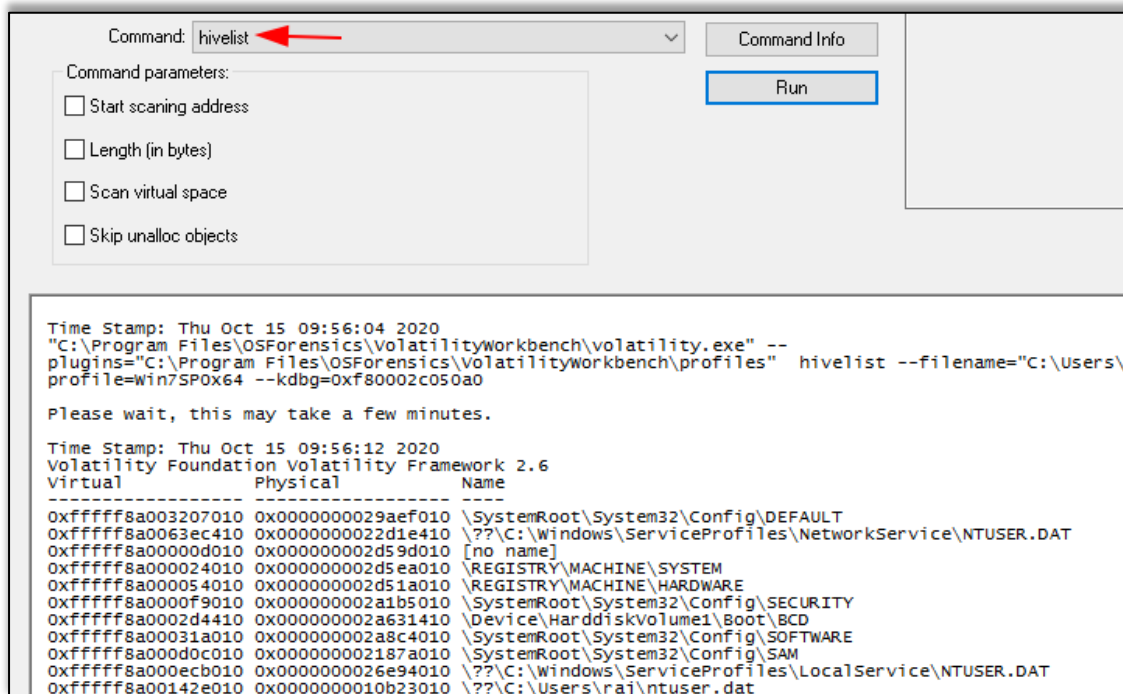 Command: hivelist
Command Info
Command parameters:
Run
Start scaning address
Length (in bytes)
Scan virtual space
Skip unalloc objects
Time Stamp: Thu Oct 15 09:56:04 2020
"C:\Program Files\OSForensics\VolatilityWorkbench\volatility.exe" --
plugins="C:\Program Files\OSForensics\VolatilityWorkbench\profiles"  hivelist --filename="C:\Users\
profile=Win7SP0x64 --kdbg=0xf80002c050a0
Please wait, this may take a few minutes.
Time Stamp: Thu Oct 15 09:56:12 2020
Volatility Foundation Volatility Framework 2.6
Virtual            Physical           Name
------------------ ------------------ ----
0xfffff8a003207010 0x0000000029aef010 \SystemRoot\System32\Config\DEFAULT
0xfffff8a0063ec410 0x0000000022d1e410 \??\C:\Windows\ServiceProfiles\NetworkService\NTUSER.DAT
0xfffff8a00000d010 0x000000002d59d010 [no name]
0xfffff8a000024010 0x000000002d5ea010 \REGISTRY\MACHINE\SYSTEM
0xfffff8a000054010 0x000000002d51a010 \REGISTRY\MACHINE\HARDWARE
0xfffff8a0000f9010 0x000000002a1b5010 \SystemRoot\System32\Config\SECURITY
0xfffff8a0002d4410 0x000000002a631410 \Device\HarddiskVolume1\Boot\BCD
0xfffff8a00031a010 0x000000002a8c4010 \SystemRoot\System32\Config\SOFTWARE
0xfffff8a000d0c010 0x000000002187a010 \SystemRoot\System32\Config\SAM
0xfffff8a000ecb010 0x0000000026e94010 \??\C:\Windows\ServiceProfiles\LocalService\NTUSER.DAT
0xfffff8a00142e010 0x0000000010b23010 \??\C:\Users\raj\ntuser.dat